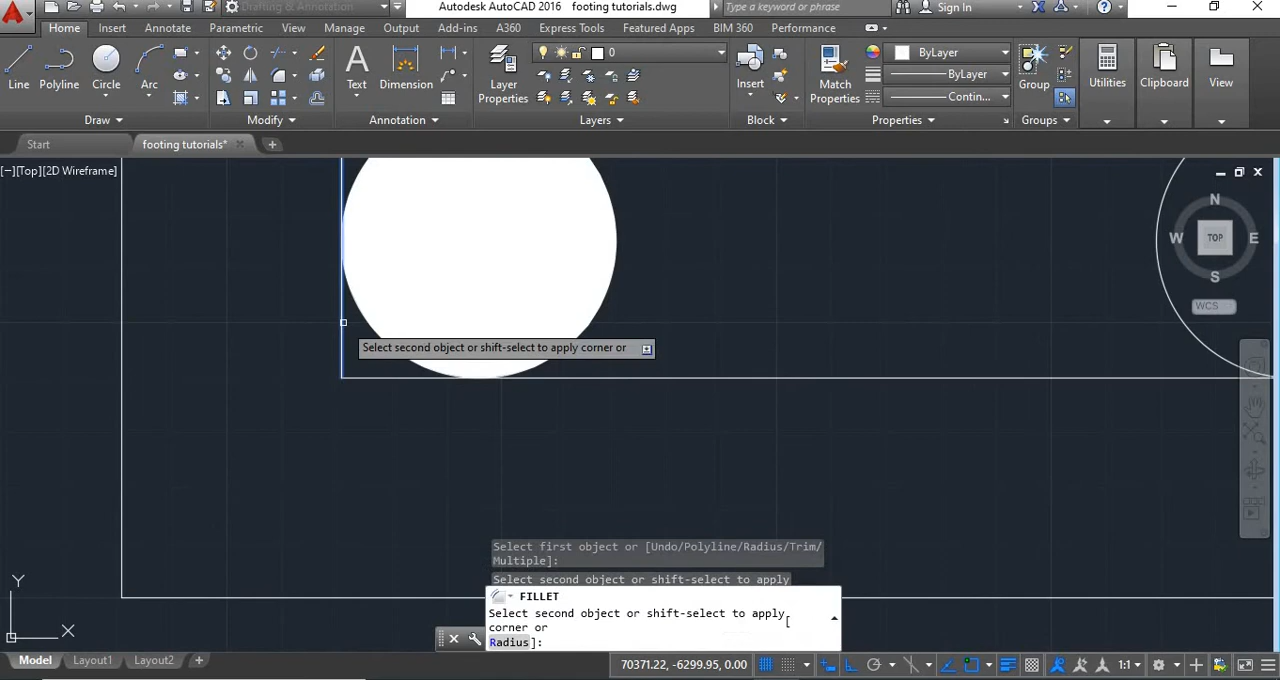 Drafting & Annotation
Autodesk AutoCAD 2016 footing tutorials.dwg
Type a keyword or phrase
Sign In
Home Insert Annotate Parametric View Manage Output Add-ins A360 Express Tools Featured Apps BIM 360 Performance
0
ByLayer
ByLayer
Contin...
Line Polyline Circle Arc
Text Dimension
Layer Properties
Insert
Match Properties
Group
Utilities
Clipboard
View
Draw Modify Annotation Layers Block Properties Groups
Start footing tutorials*
[−][Top][2D Wireframe]
N
W TOP E
S
WCS
Select second object or shift-select to apply corner or
Select first object or [Undo/Polyline/Radius/Trim/
Multiple]:
Select second object or shift-select to apply
FILLET
Select second object or shift-select to apply [
corner or
Radius]:
Y
X
Model Layout1 Layout2
70371.22, -6299.95, 0.00
1:1